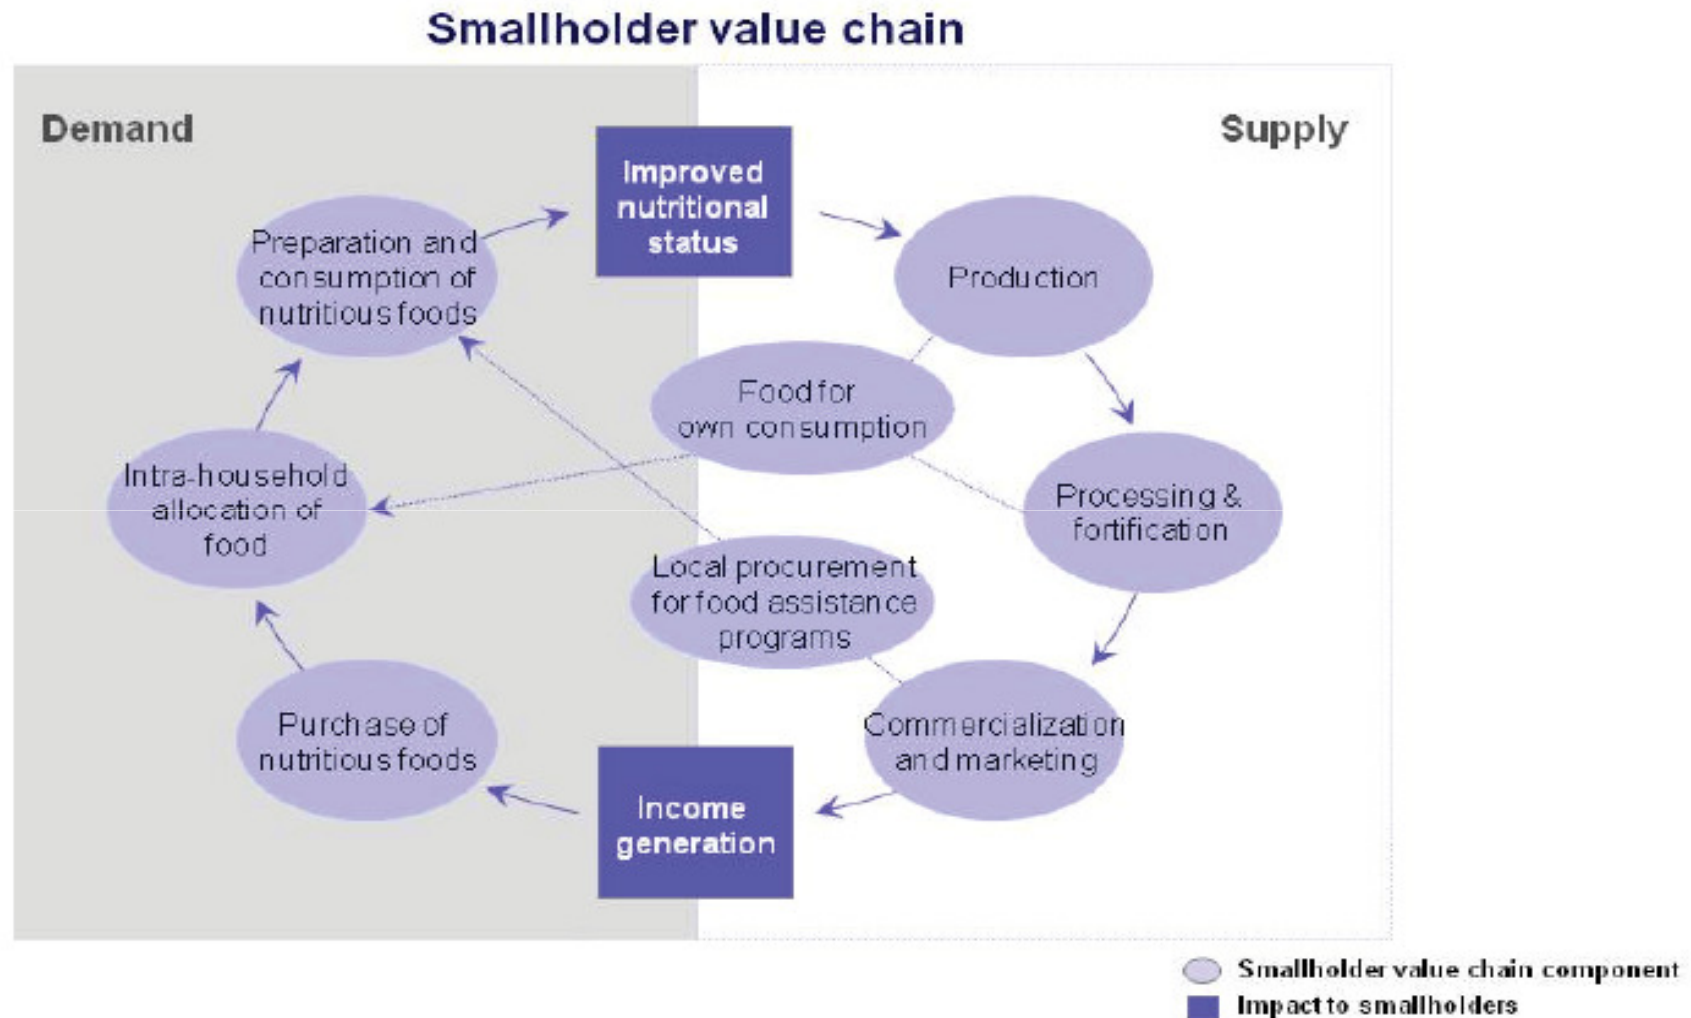 Smallholder value chain
Demand
Supply
Improved
nutritional
status
Preparation and
consumption of
nutritious foods
Production
Food for
own consumption
Intra-household
allocation of
food
Processing &
fortification
Local procurement
for food assistance
programs
Purchase of
nutritious foods
Commercialization
and marketing
Income
generation
Smallholder value chain component
Impact to smallholders